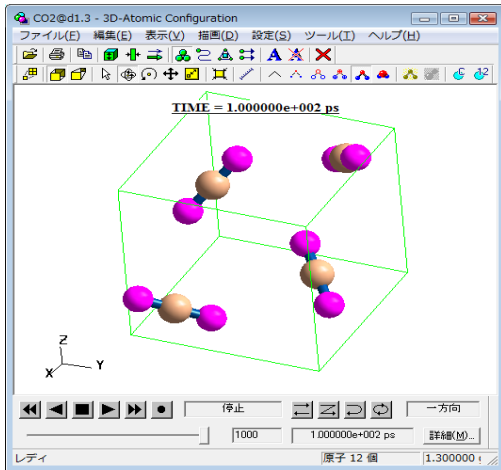 CO2@d1.3 - 3D-Atomic Configuration
ファイル(F) 編集(E) 表示(V) 描画(D) 設定(S) ツール(T) ヘルプ(H)
A A
C 12
TIME = 1.000000e+002 ps
Z
Y
X
停止 一方向
1000 1.000000e+002 ps 詳細(M)...
レディ 原子 12 個 1.300000